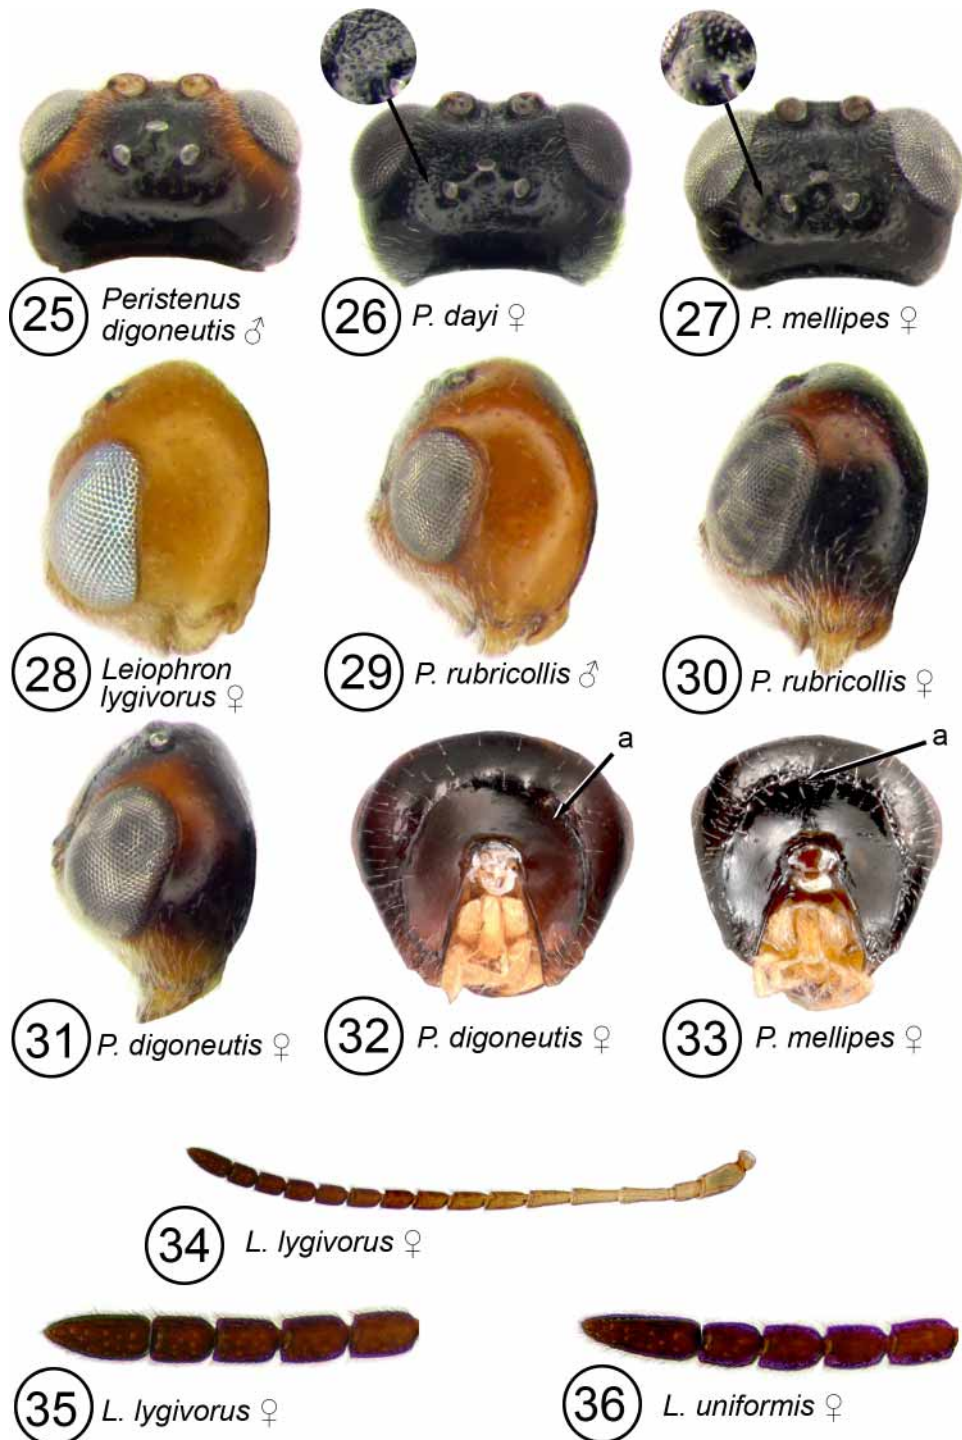 25 Peristenus
digoneutis ♂
26 P. dayi ♀
27 P. mellipes ♀
28 Leiophron
lygivorus ♀
29 P. rubricollis ♂
30 P. rubricollis ♀
a
a
31 P. digoneutis ♀
32 P. digoneutis ♀
33 P. mellipes ♀
34 L. lygivorus ♀
35 L. lygivorus ♀
36 L. uniformis ♀